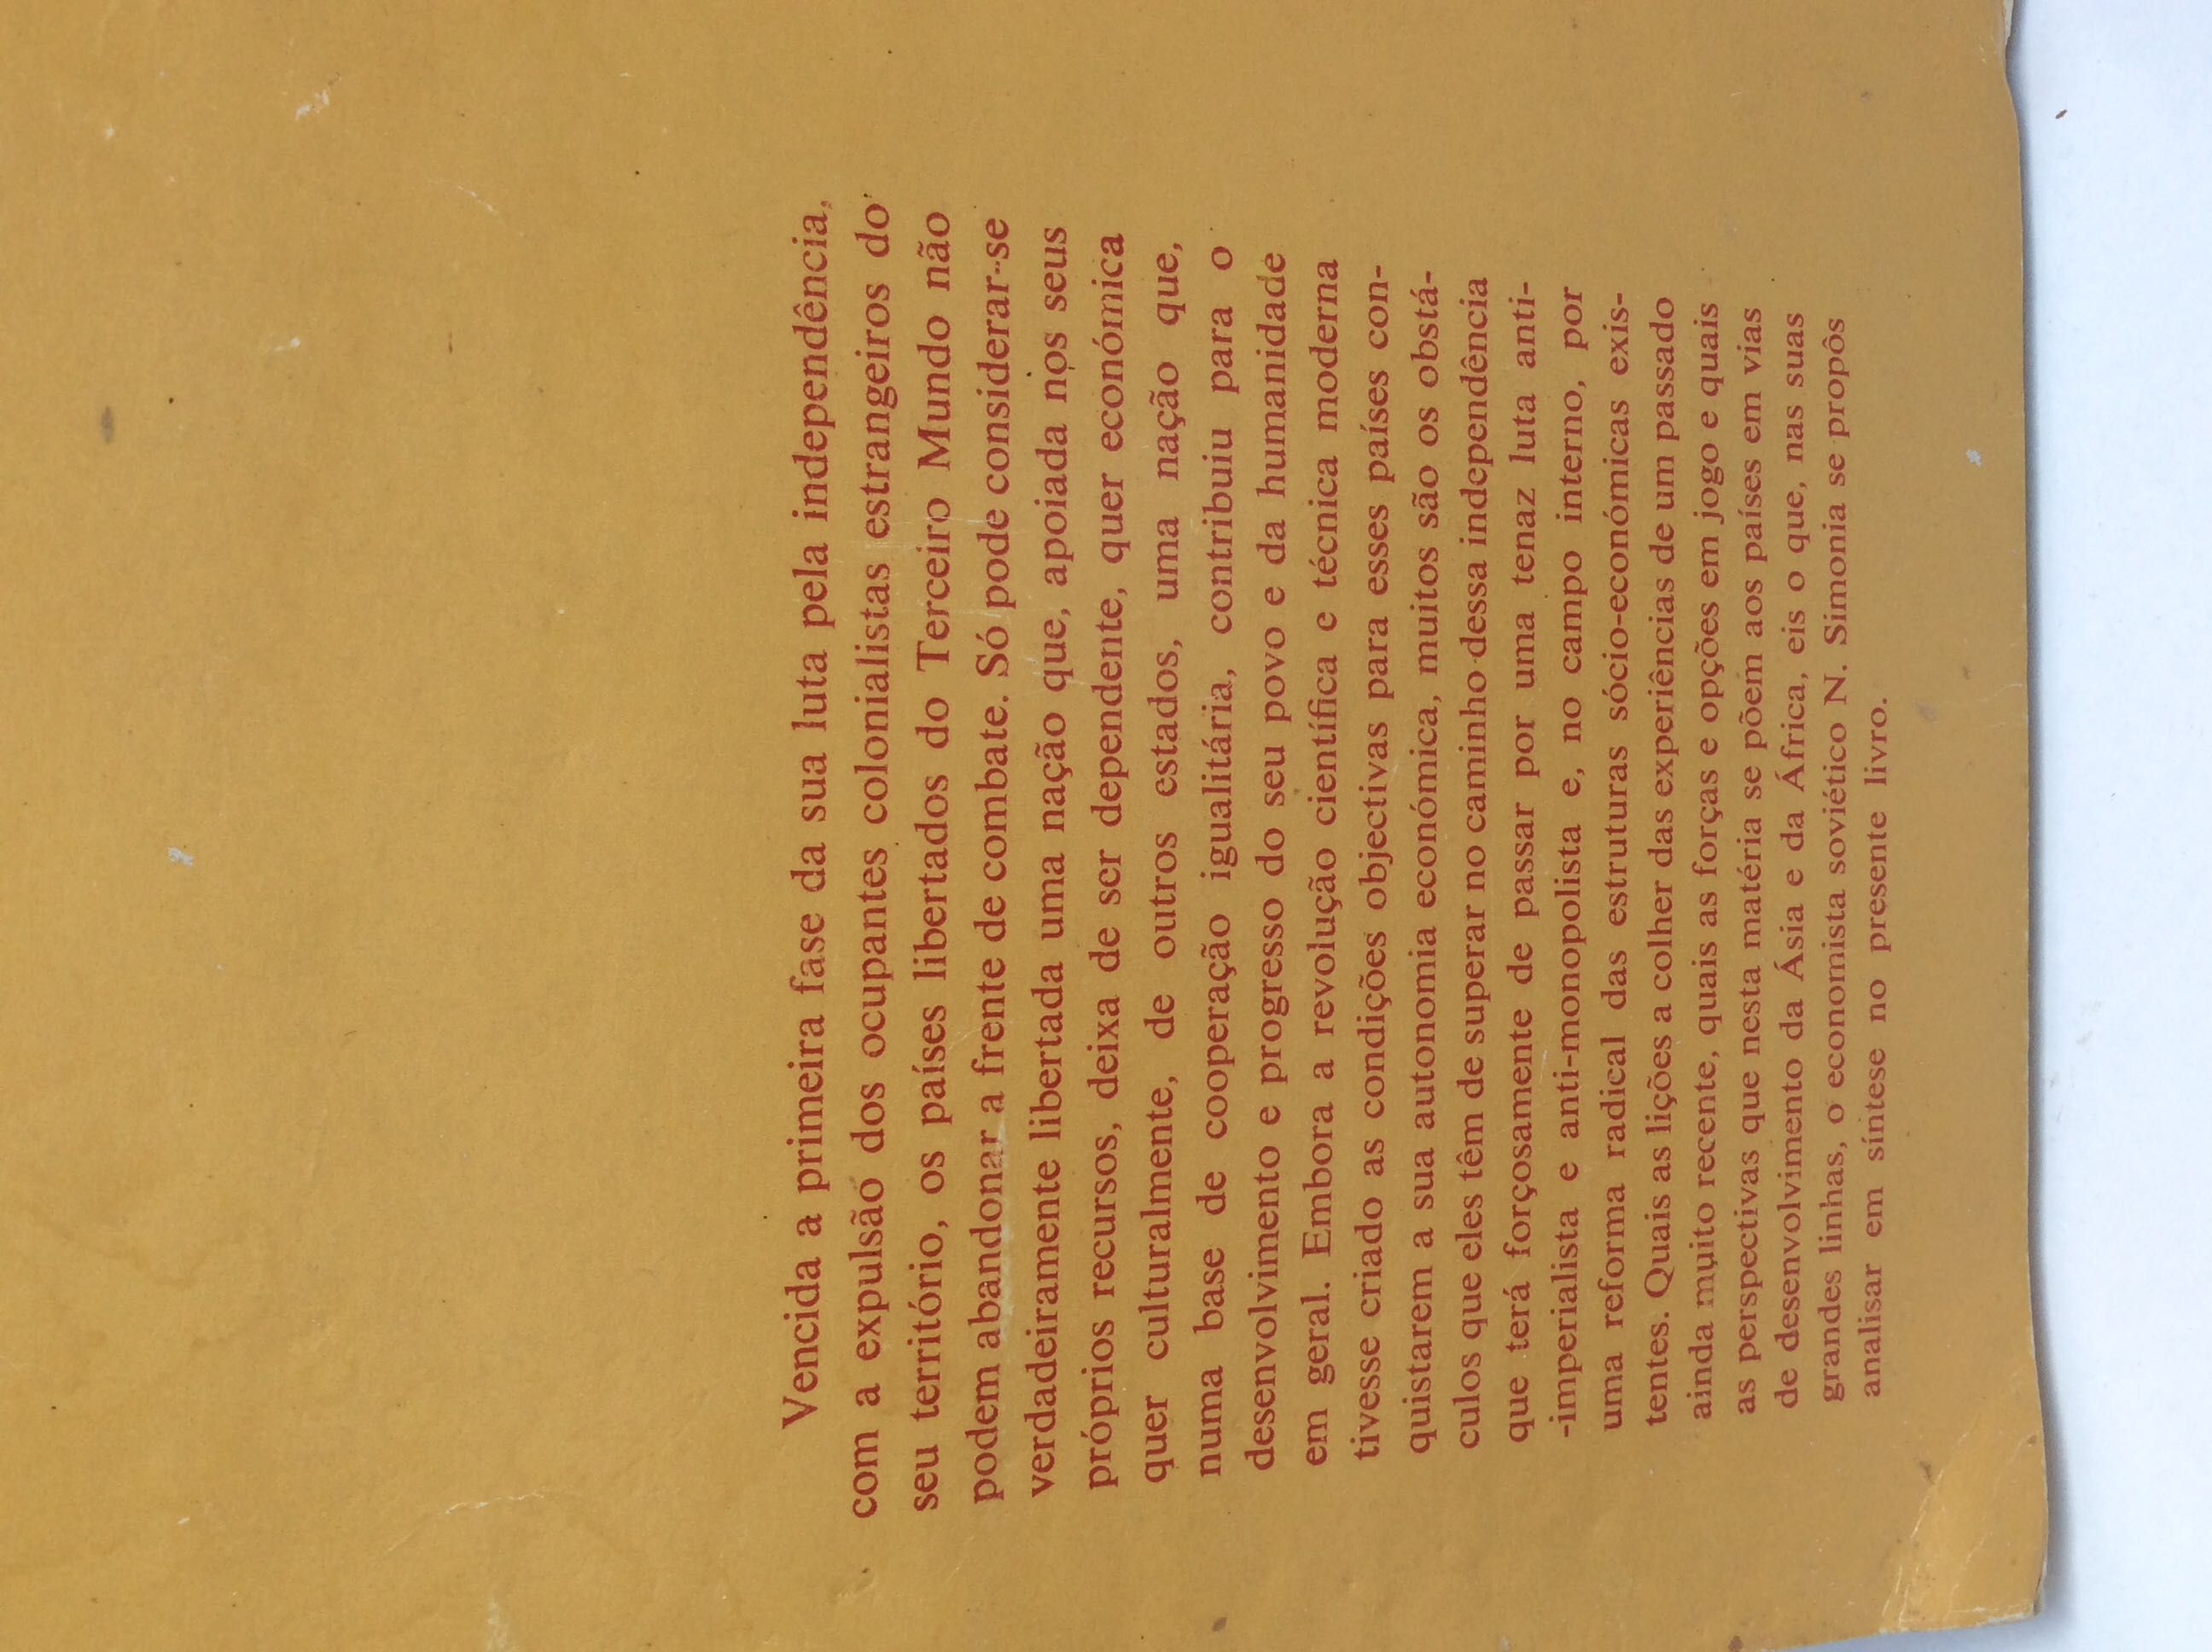 Vencida a primeira fase da sua luta pela independência,
com a expulsão dos ocupantes colonialistas estrangeiros do
seu território, os países libertados do Terceiro Mundo não
podem abandonar a frente de combate. Só pode considerar-se
verdadeiramente libertada uma nação que, apoiada nos seus
próprios recursos, deixa de ser dependente, quer económica
quer culturalmente, de outros estados, uma nação que,
numa base de cooperação igualitária, contribuiu para o
desenvolvimento e progresso do seu povo e da humanidade
em geral. Embora a revolução científica e técnica moderna
tivesse criado as condições objectivas para esses países con-
quistarem a sua autonomia económica, muitos são os obstá-
culos que eles têm de superar no caminho dessa independência
que terá forçosamente de passar por uma tenaz luta anti-
-imperialista e anti-monopolista e, no campo interno, por
uma reforma radical das estruturas sócio-económicas exis-
tentes. Quais as lições a colher das experiências de um passado
ainda muito recente, quais as forças e opções em jogo e quais
as perspectivas que nesta matéria se põem aos países em vias
de desenvolvimento da Ásia e da África, eis o que, nas suas
grandes linhas, o economista soviético N. Simonia se propôs
analisar em síntese no presente livro.